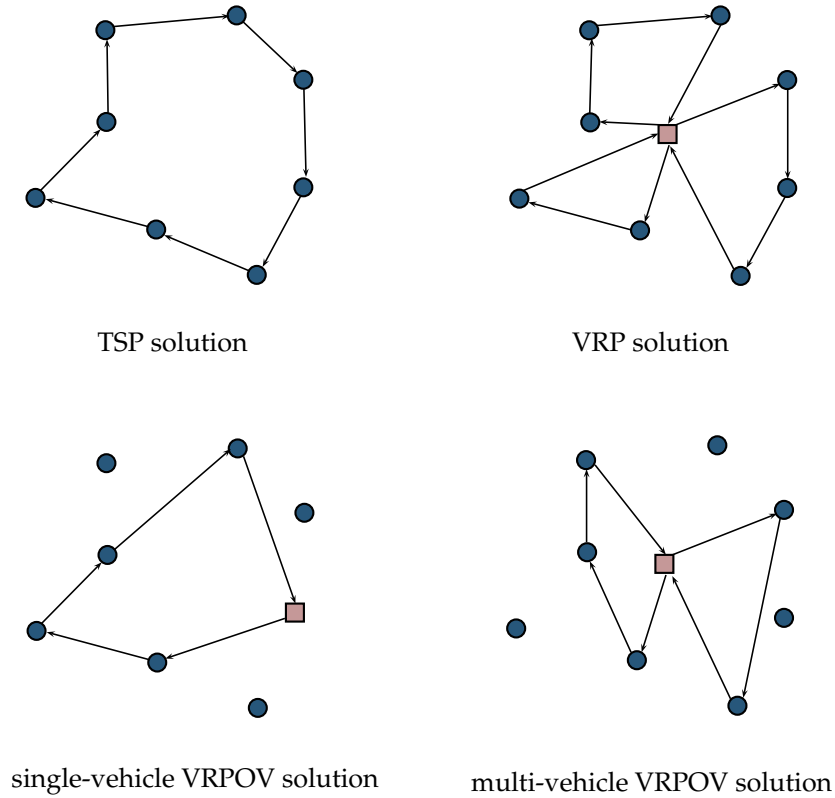 TSP solution
VRP solution
single-vehicle VRPOV solution
multi-vehicle VRPOV solution